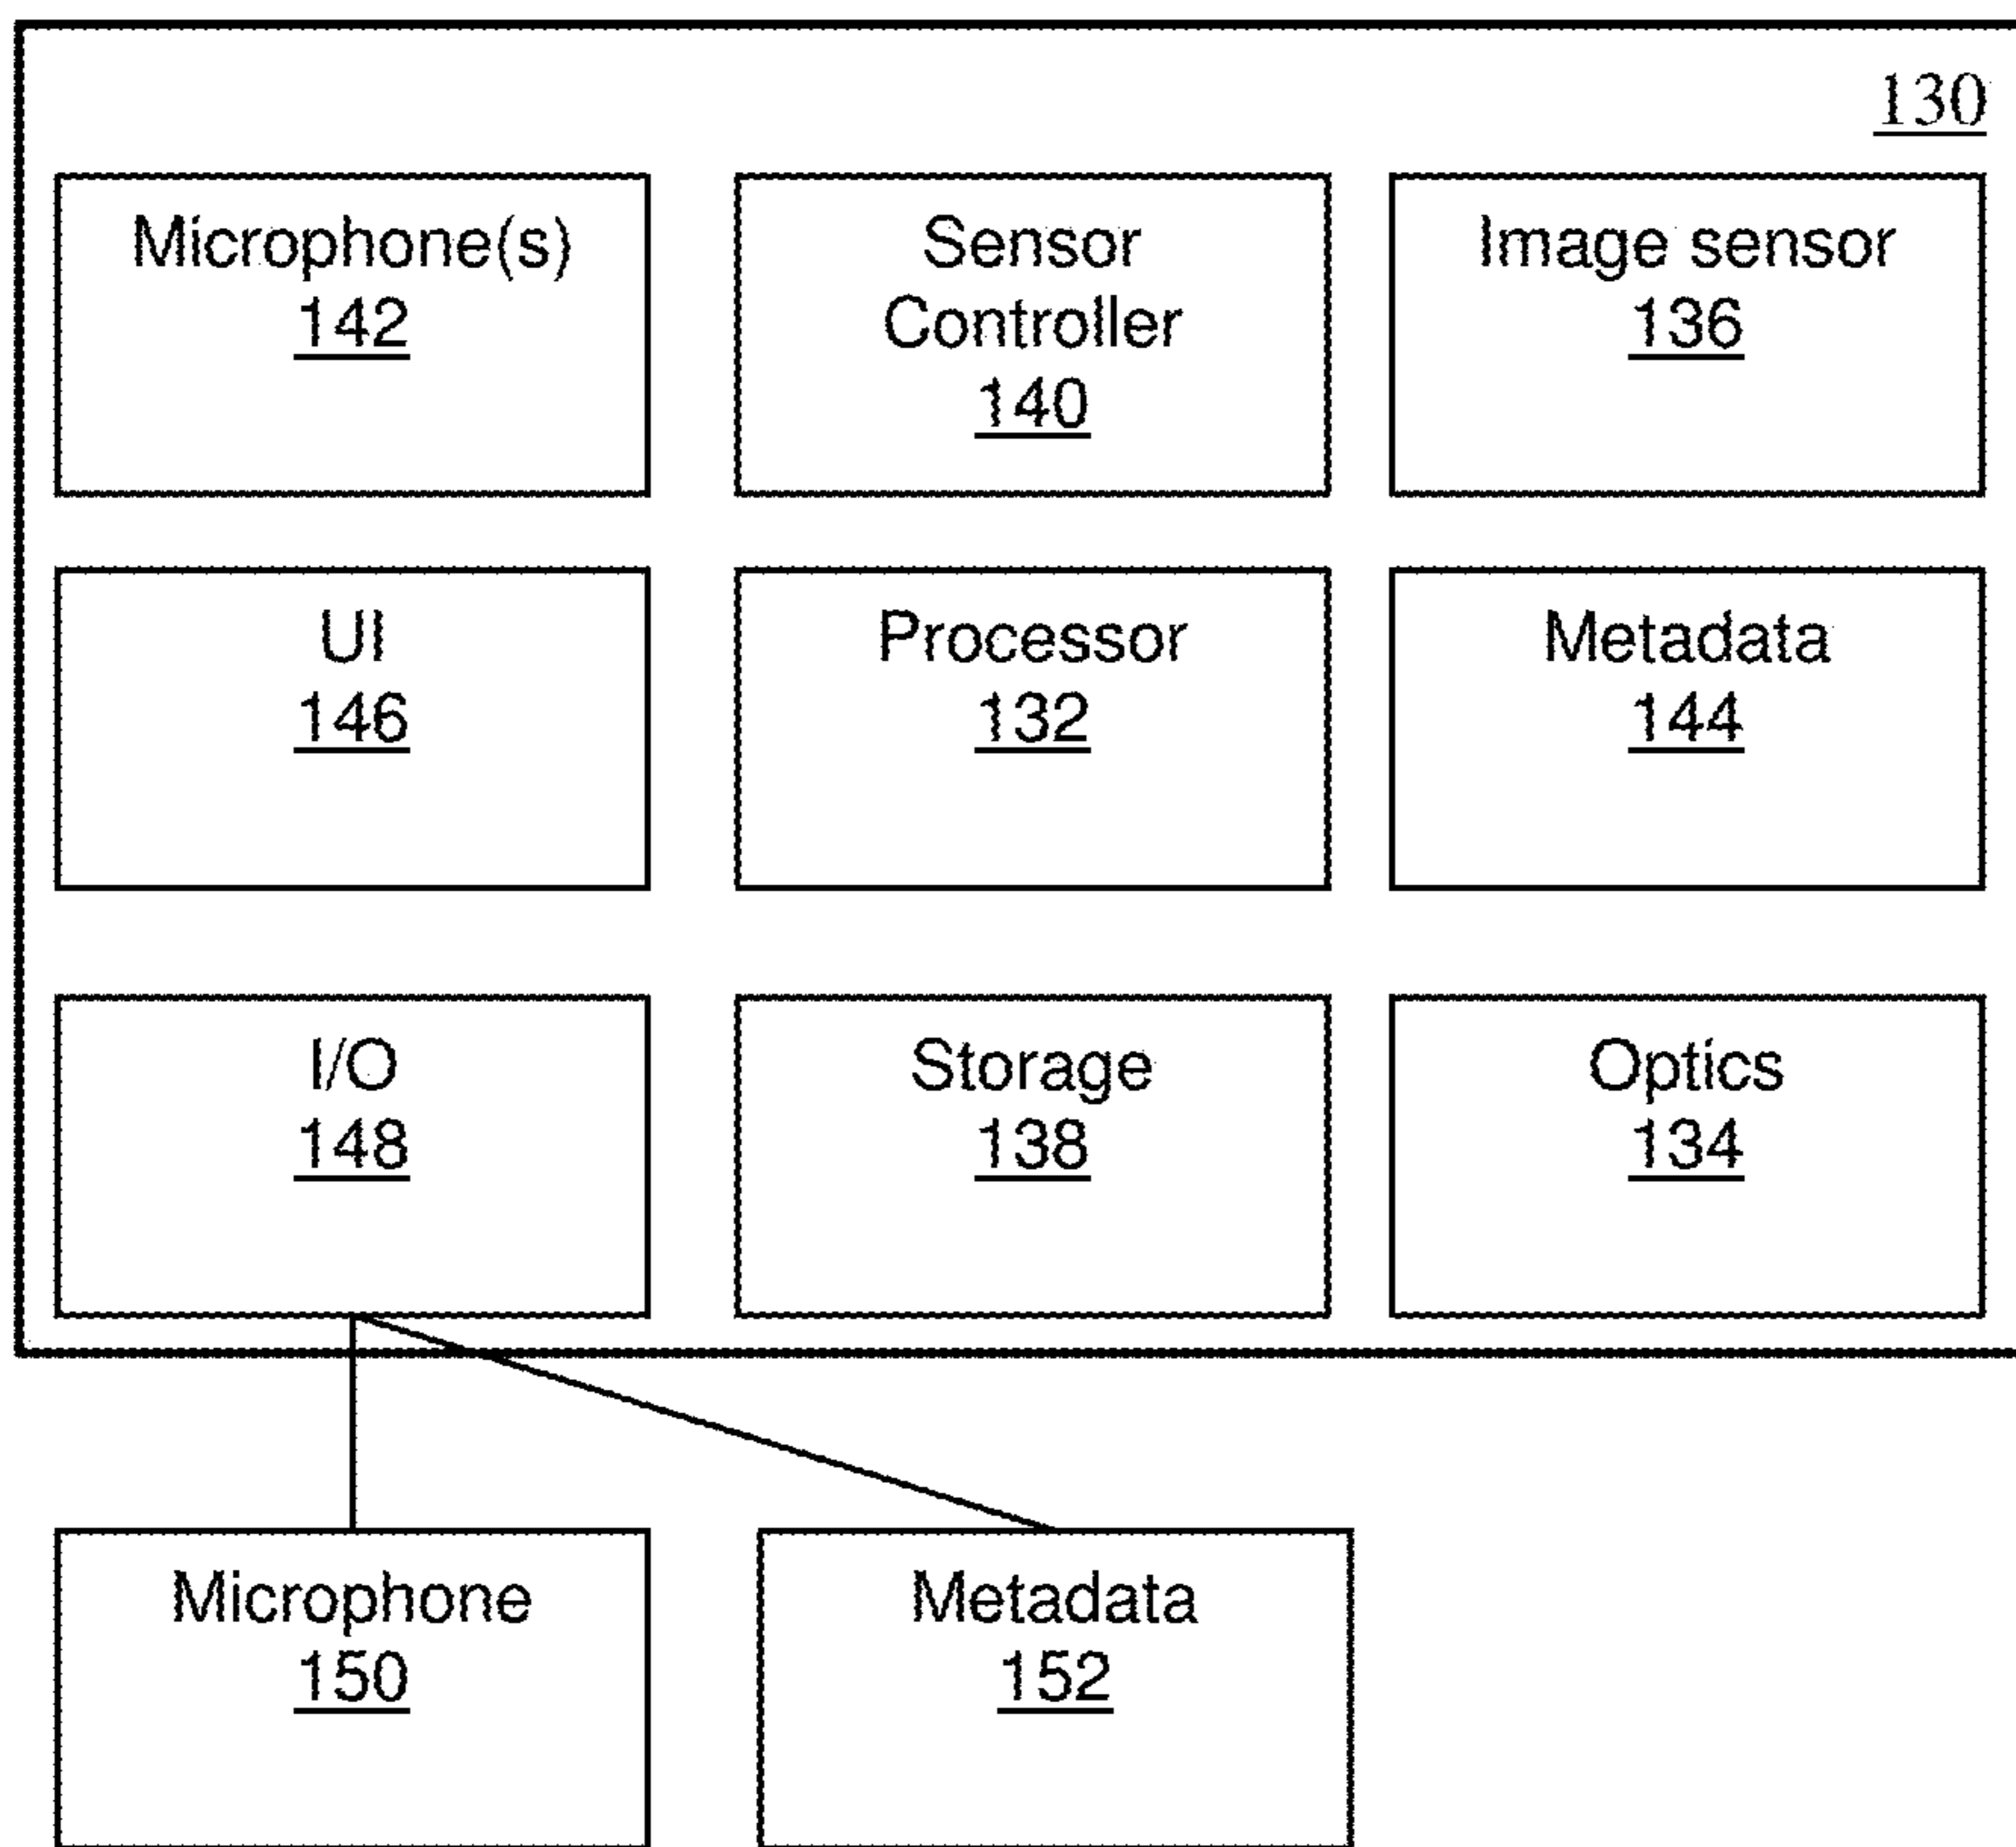 130
Microphone(s)
142
Sensor
Controller
140
Image sensor
136
UI
146
Processor
132
Metadata
144
I/O
148
Storage
138
Optics
134
Microphone
150
Metadata
152